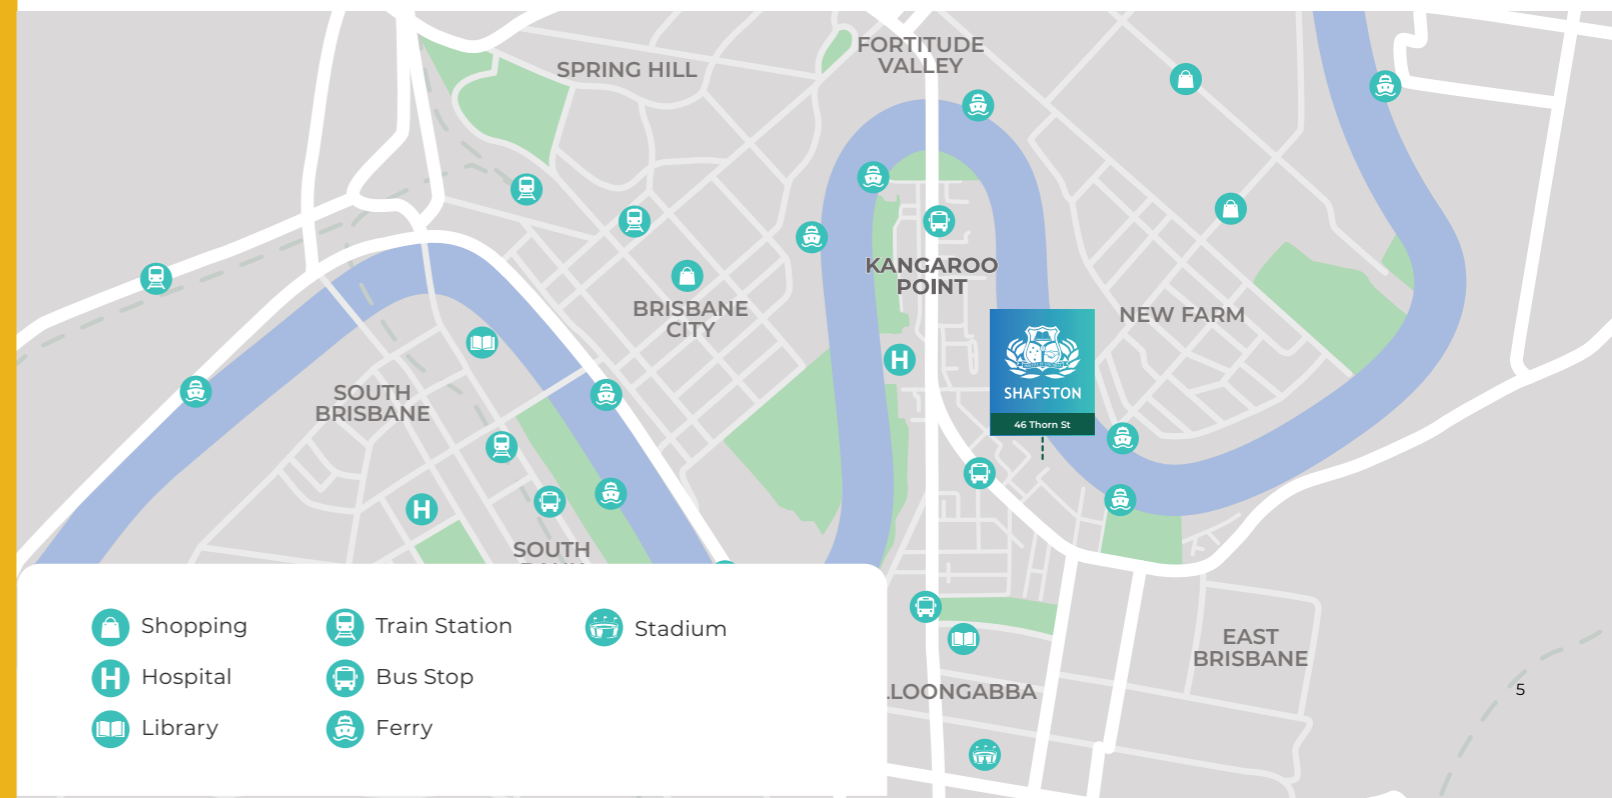 FORTITUDE
VALLEY
SPRING HILL
KANGAROO
POINT
BRISBANE
CITY
NEW FARM
SOUTH
BRISBANE
SHAFSTON
46 Thorn St
H
H
SOUTH
LOONGABBA
EAST
BRISBANE
5
Shopping
Train Station
Stadium
H Hospital
Bus Stop
Library
Ferry